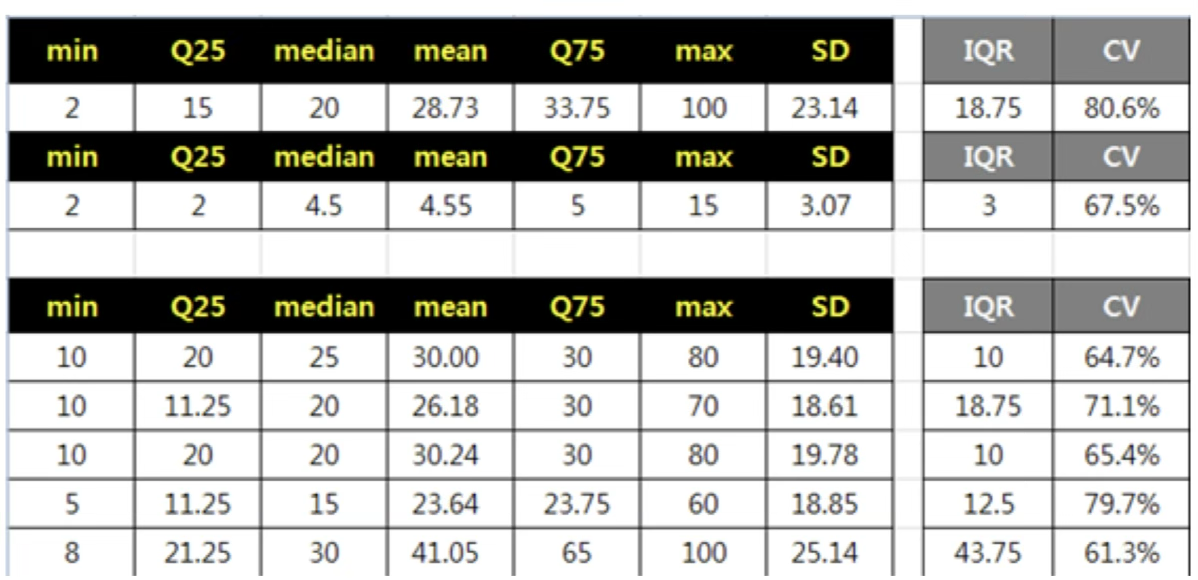 min Q25 median mean Q75 max SD IQR CV
2 15 20 28.73 33.75 100 23.14 18.75 80.6%
min Q25 median mean Q75 max SD IQR CV
2 2 4.5 4.55 5 15 3.07 3 67.5%
min Q25 median mean Q75 max SD IQR CV
10 20 25 30.00 30 80 19.40 10 64.7%
10 11.25 20 26.18 30 70 18.61 18.75 71.1%
10 20 20 30.24 30 80 19.78 10 65.4%
5 11.25 15 23.64 23.75 60 18.85 12.5 79.7%
8 21.25 30 41.05 65 100 25.14 43.75 61.3%